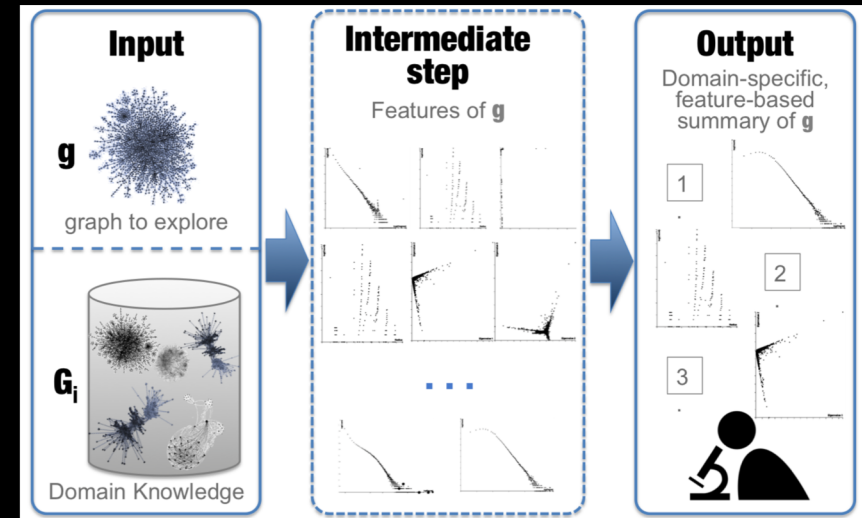 Input
g
graph to explore
G_i
Domain Knowledge
Intermediate
step
Features of g
. . .
Output
Domain-specific,
feature-based
summary of g
1
2
3